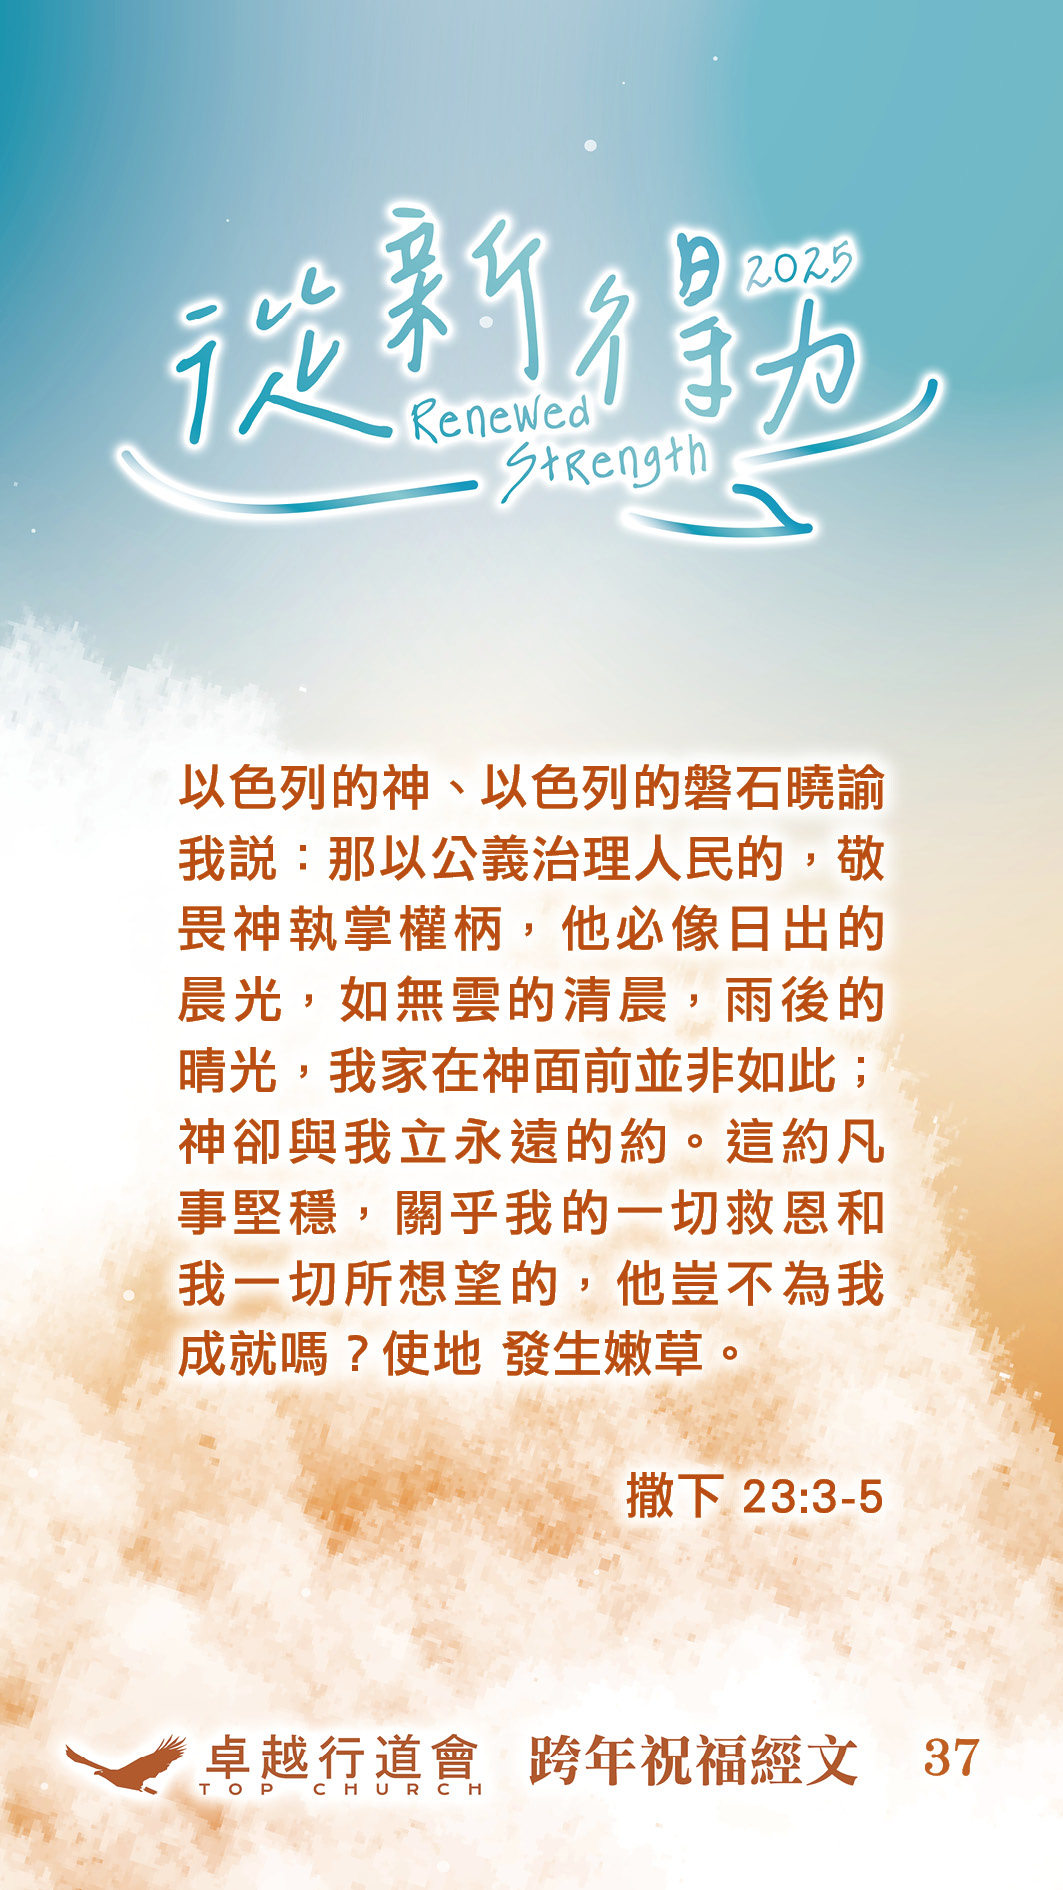 從新得力 2025
Renewed
Strength
以色列的神、以色列的磐石曉諭
我説：那以公義治理人民的，敬
畏神執掌權柄，他必像日出的
晨光，如無雲的清晨，雨後的
晴光，我家在神面前並非如此；
神卻與我立永遠的約。這約凡
事堅穩，關乎我的一切救恩和
我一切所想望的，他豈不為我
成就嗎？使地 發生嫩草。
撒下 23:3-5
卓越行道會 跨年祝福經文 37
TOP CHURCH